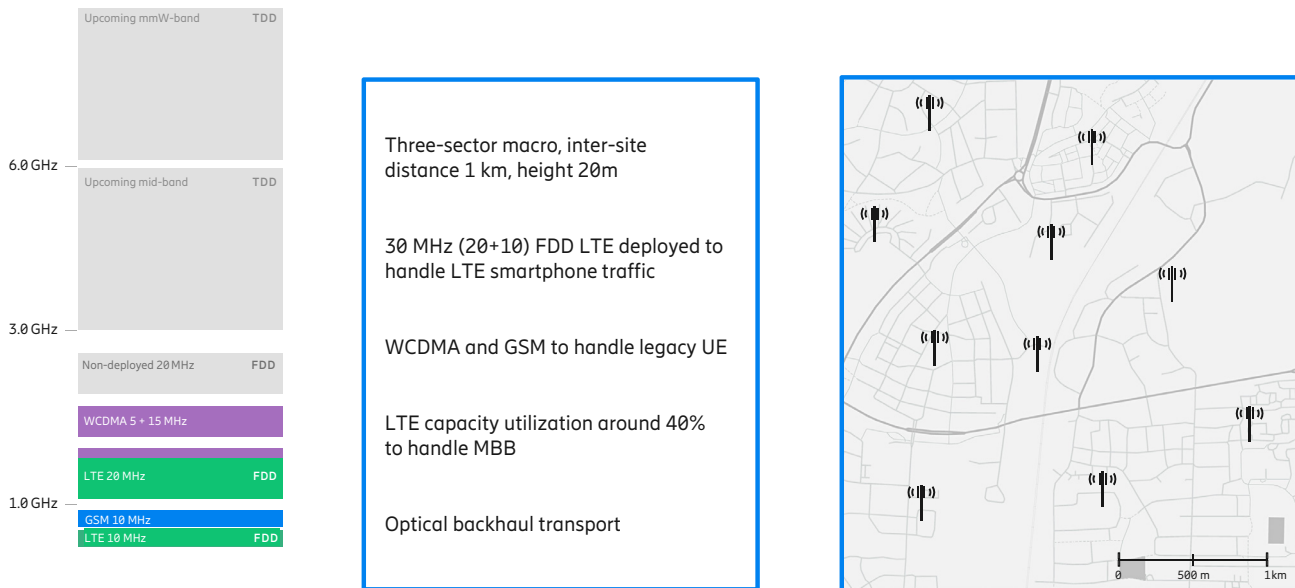 Upcoming mmW-band TDD
6.0 GHz
Upcoming mid-band TDD
3.0 GHz
Non-deployed 20 MHz FDD
WCDMA 5 + 15 MHz
LTE 20 MHz FDD
1.0 GHz
GSM 10 MHz
LTE 10 MHz FDD
Three-sector macro, inter-site
distance 1 km, height 20m
30 MHz (20+10) FDD LTE deployed to
handle LTE smartphone traffic
WCDMA and GSM to handle legacy UE
LTE capacity utilization around 40%
to handle MBB
Optical backhaul transport
0 500 m 1km